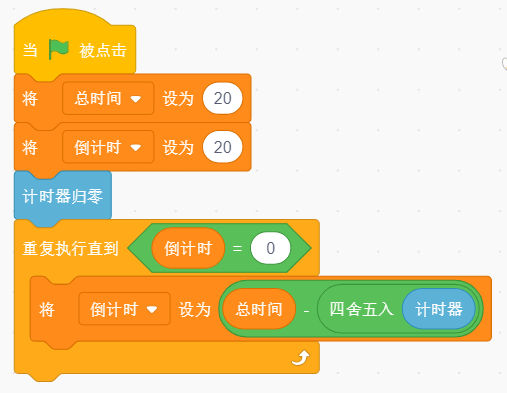 当 被点击
将 总时间 设为 20
将 倒计时 设为 20
计时器归零
重复执行直到 倒计时 = 0
将 倒计时 设为 总时间 - 四舍五入 计时器